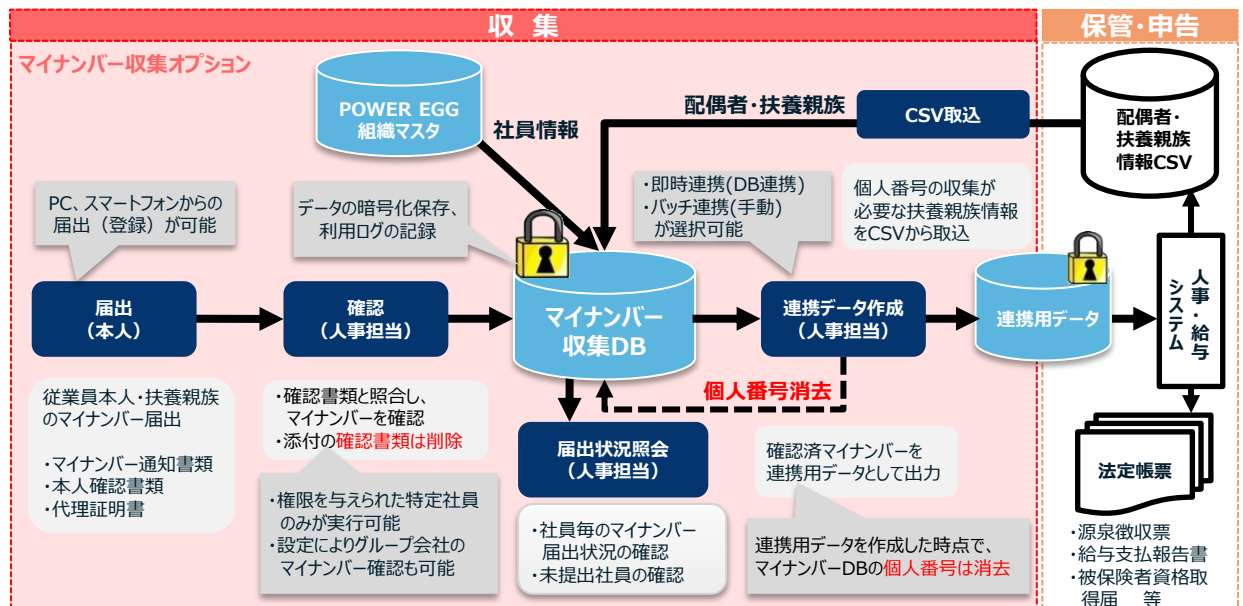 収 集
保管・申告
マイナンバー収集オプション
POWER EGG
組織マスタ
社員情報
配偶者・扶養親族
CSV取込
配偶者・
扶養親族
情報CSV
PC、スマートフォンからの
届出（登録）が可能
データの暗号化保存、
利用ログの記録
・即時連携(DB連携)
・バッチ連携(手動)
が選択可能
個人番号の収集が
必要な扶養親族情報
をCSVから取込
届出
（本人）
確認
（人事担当）
マイナンバー
収集DB
連携データ作成
（人事担当）
連携用データ
人事・給与
システム
個人番号消去
従業員本人・扶養親族
のマイナンバー届出
・マイナンバー通知書類
・本人確認書類
・代理証明書
・確認書類と照合し、
マイナンバーを確認
・添付の確認書類は削除
・権限を与えられた特定社員
のみが実行可能
・設定によりグループ会社の
マイナンバー確認も可能
届出状況照会
（人事担当）
・社員毎のマイナンバー
届出状況の確認
・未提出社員の確認
確認済マイナンバーを
連携用データとして出力
連携用データを作成した時点で、
マイナンバーDBの個人番号は消去
法定帳票
・源泉徴収票
・給与支払報告書
・被保険者資格取
得届 等